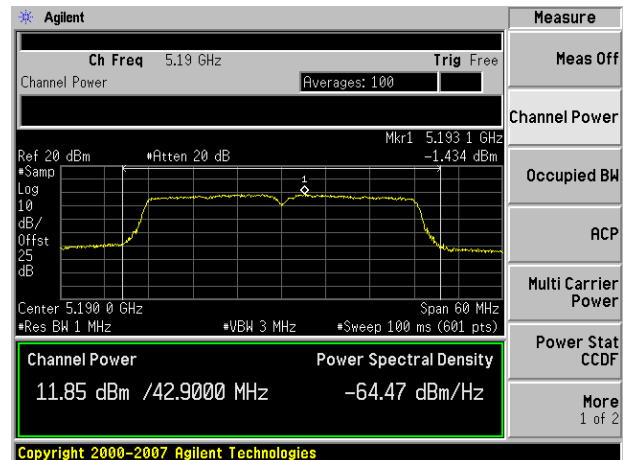 Agilent
Measure
Ch Freq 5.19 GHz Trig Free
Meas Off
Channel Power Averages: 100
Channel Power
Mkr1 5.193 1 GHz
Ref 20 dBm #Atten 20 dB -1.434 dBm
#Samp
Log
10
dB/
Offst
25
dB
1
Occupied BW
ACP
Multi Carrier
Power
Center 5.190 0 GHz Span 60 MHz
#Res BW 1 MHz #VBW 3 MHz #Sweep 100 ms (601 pts)
Power Stat
CCDF
Channel Power Power Spectral Density
11.85 dBm /42.9000 MHz -64.47 dBm/Hz
More
1 of 2
Copyright 2000-2007 Agilent Technologies